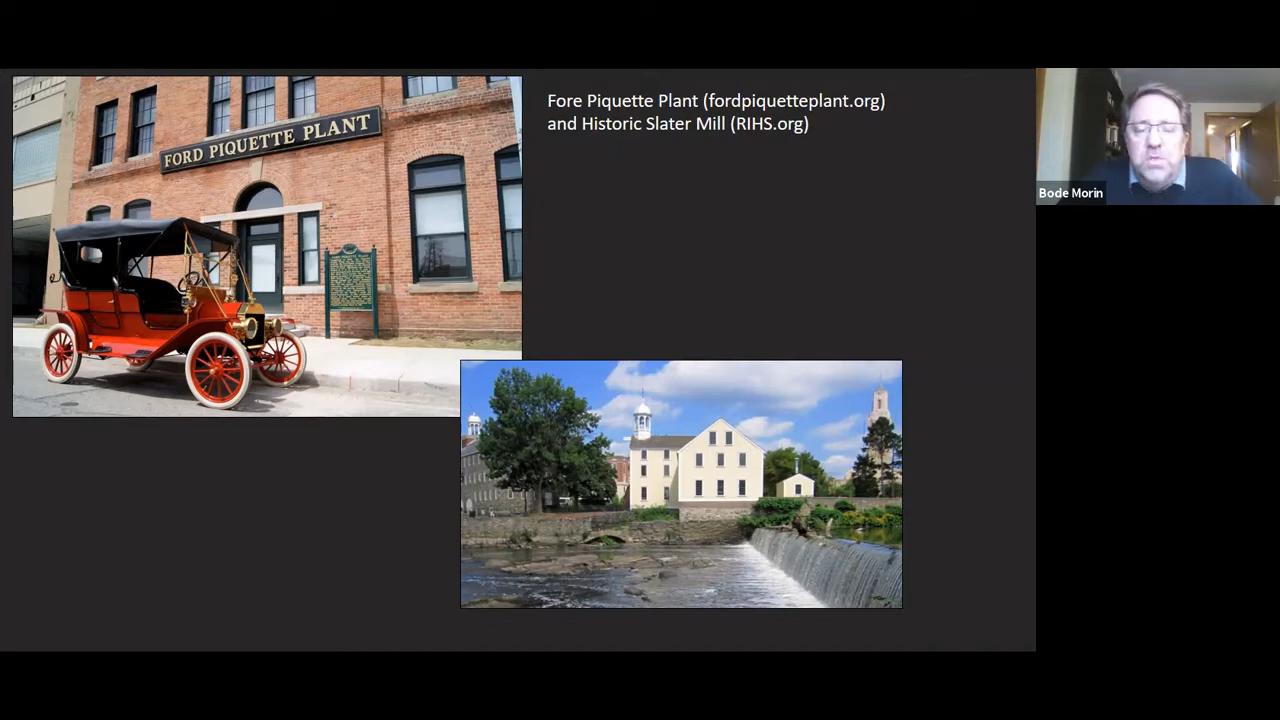 FORD PIQUETTE PLANT
Fore Piquette Plant (fordpiquetteplant.org)
and Historic Slater Mill (RIHS.org)
Bode Morin